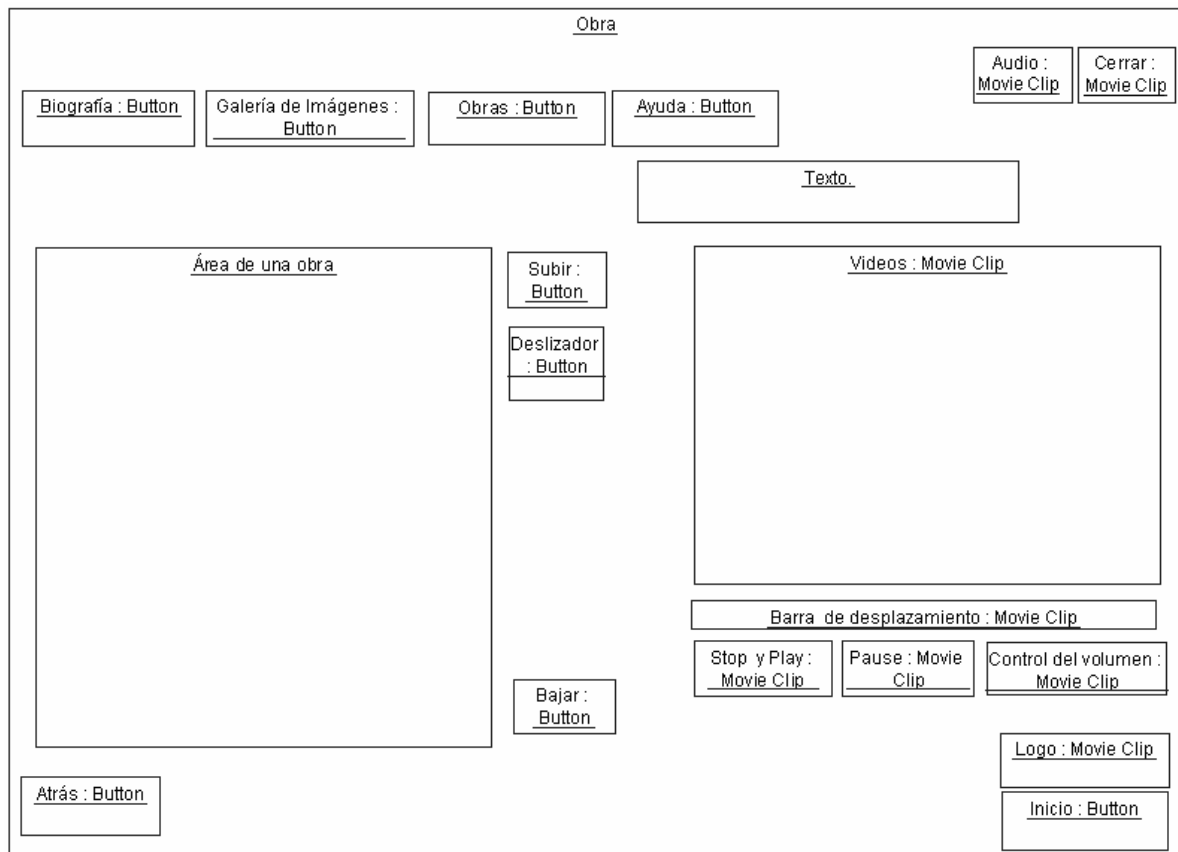 Obra
Audio :
Movie Clip
Cerrar :
Movie Clip
Biografía : Button
Galería de Imágenes :
Button
Obras : Button
Ayuda : Button
Texto.
Área de una obra
Subir :
Button
Deslizador
: Button
Bajar :
Button
Videos : Movie Clip
Barra de desplazamiento : Movie Clip
Stop y Play :
Movie Clip
Pause : Movie
Clip
Control del volumen :
Movie Clip
Logo : Movie Clip
Atrás : Button
Inicio : Button